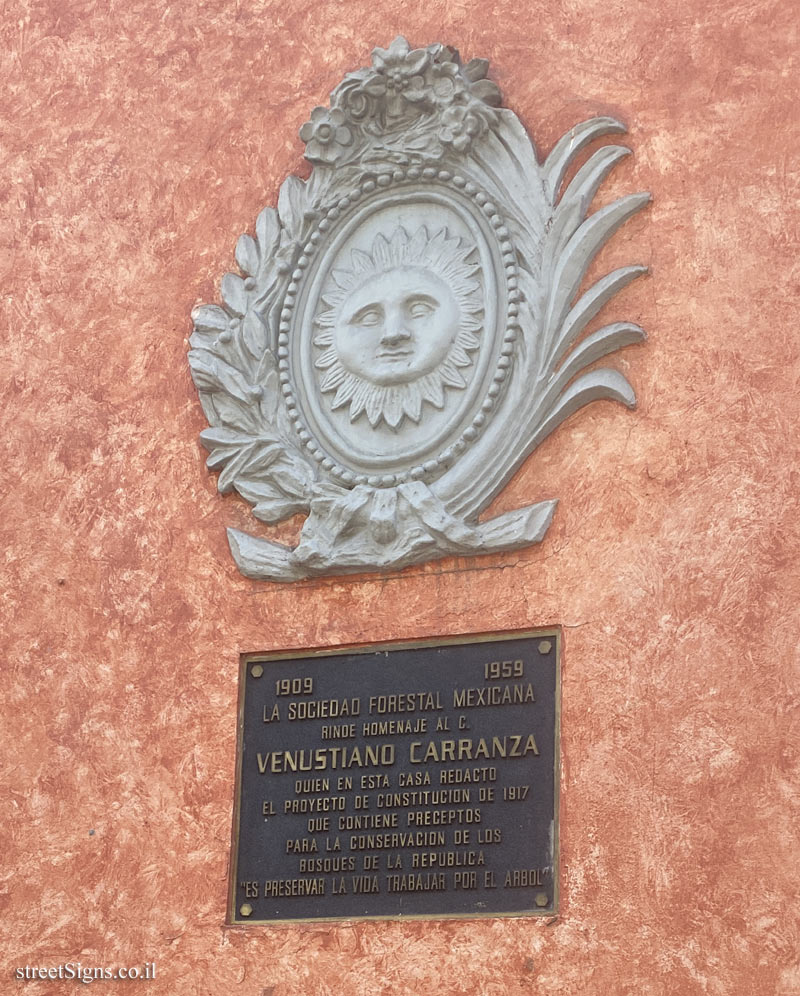 1909 1959
LA SOCIEDAD FORESTAL MEXICANA
RINDE HOMENAJE AL C.
VENUSTIANO CARRANZA
QUIEN EN ESTA CASA REDACTO
EL PROYECTO DE CONSTITUCION DE 1917
QUE CONTIENE PRECEPTOS
PARA LA CONSERVACION DE LOS
BOSQUES DE LA REPUBLICA
"ES PRESERVAR LA VIDA TRABAJAR POR EL ARBOL"
streetSigns.co.il